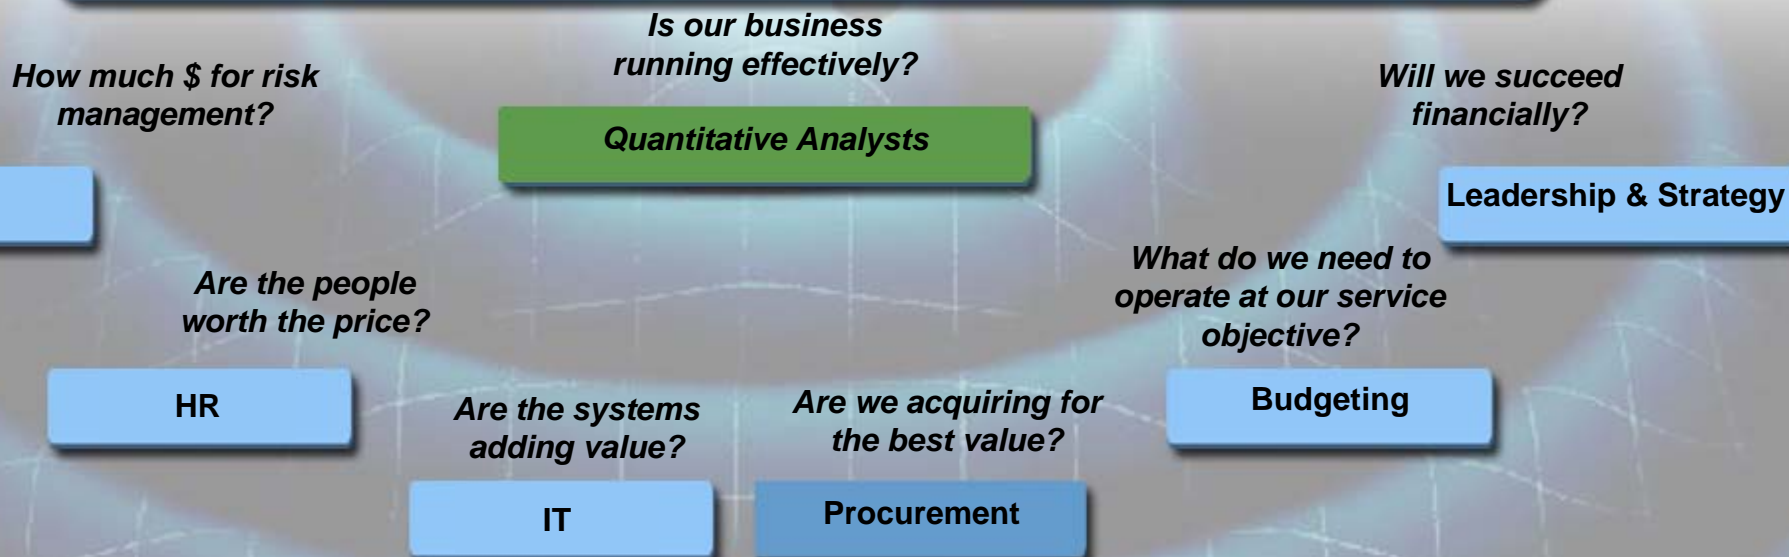 Is our business
running effectively?
Quantitative Analysts
How much $ for risk
management?
Will we succeed
financially?
Leadership & Strategy
Are the people
worth the price?
HR
What do we need to
operate at our service
objective?
Budgeting
Are the systems
adding value?
IT
Are we acquiring for
the best value?
Procurement